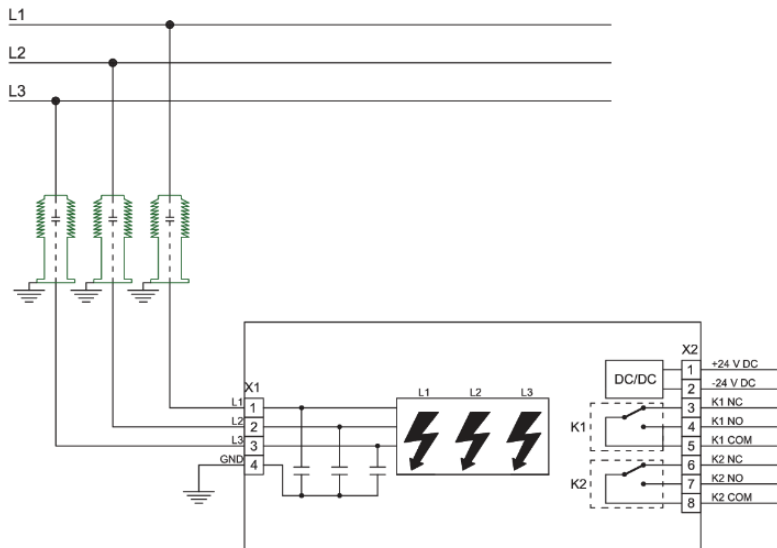 L1
L2
L3
X1
L1
1
L2
2
L3
3
GND
4
L1 L2 L3
DC/DC
K1
K2
X2
1 +24 V DC
2 -24 V DC
3 K1 NC
4 K1 NO
5 K1 COM
6 K2 NC
7 K2 NO
8 K2 COM